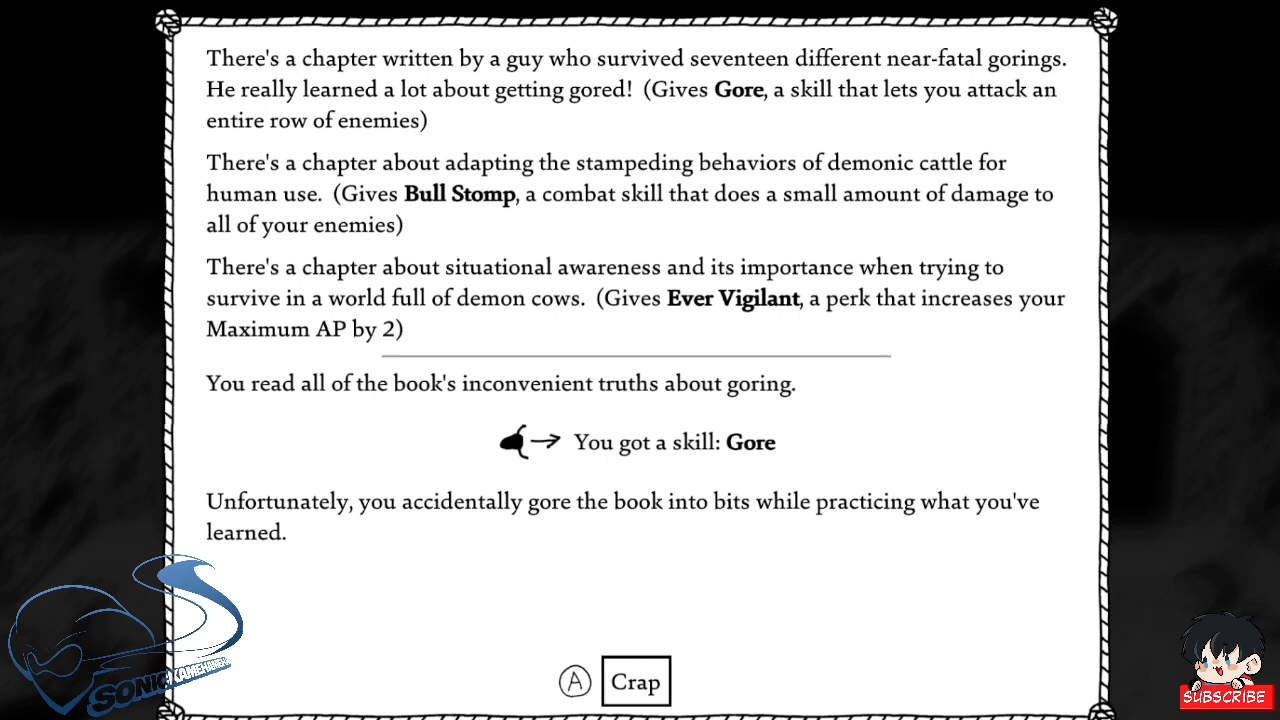 There's a chapter written by a guy who survived seventeen different near-fatal gorings.
He really learned a lot about getting gored! (Gives Gore, a skill that lets you attack an
entire row of enemies)
There's a chapter about adapting the stampeding behaviors of demonic cattle for
human use. (Gives Bull Stomp, a combat skill that does a small amount of damage to
all of your enemies)
There's a chapter about situational awareness and its importance when trying to
survive in a world full of demon cows. (Gives Ever Vigilant, a perk that increases your
Maximum AP by 2)
You read all of the book's inconvenient truths about goring.
You got a skill: Gore
Unfortunately, you accidentally gore the book into bits while practicing what you've
learned.
A Crap
SUBSCRIBE